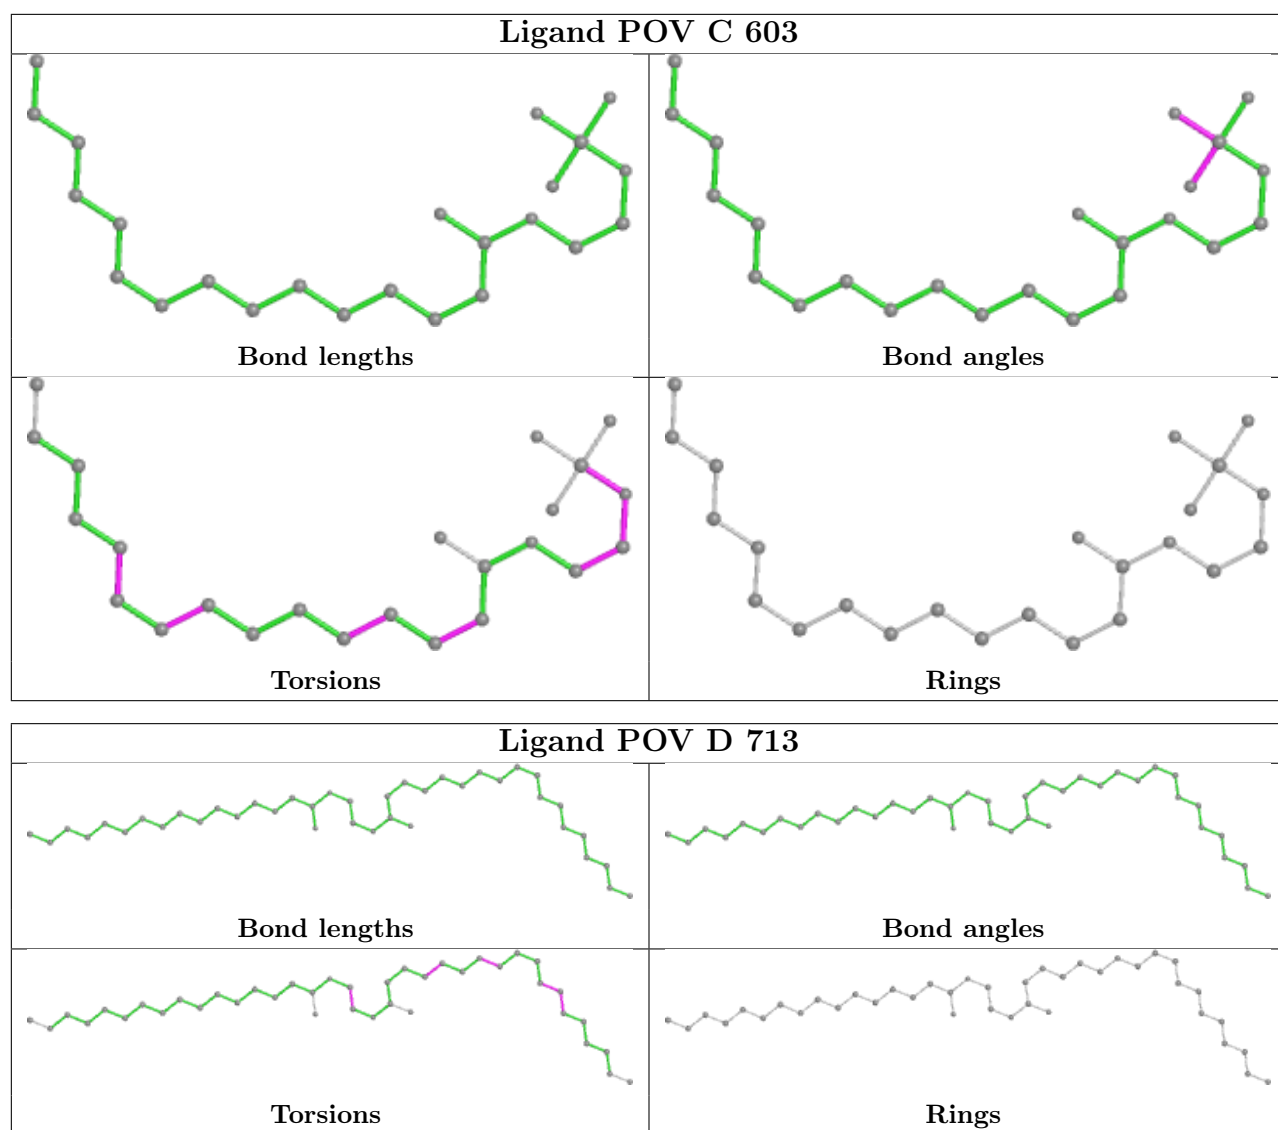 Ligand POV C 603
Bond lengths
Bond angles
Torsions
Rings
Ligand POV D 713
Bond lengths
Bond angles
Torsions
Rings